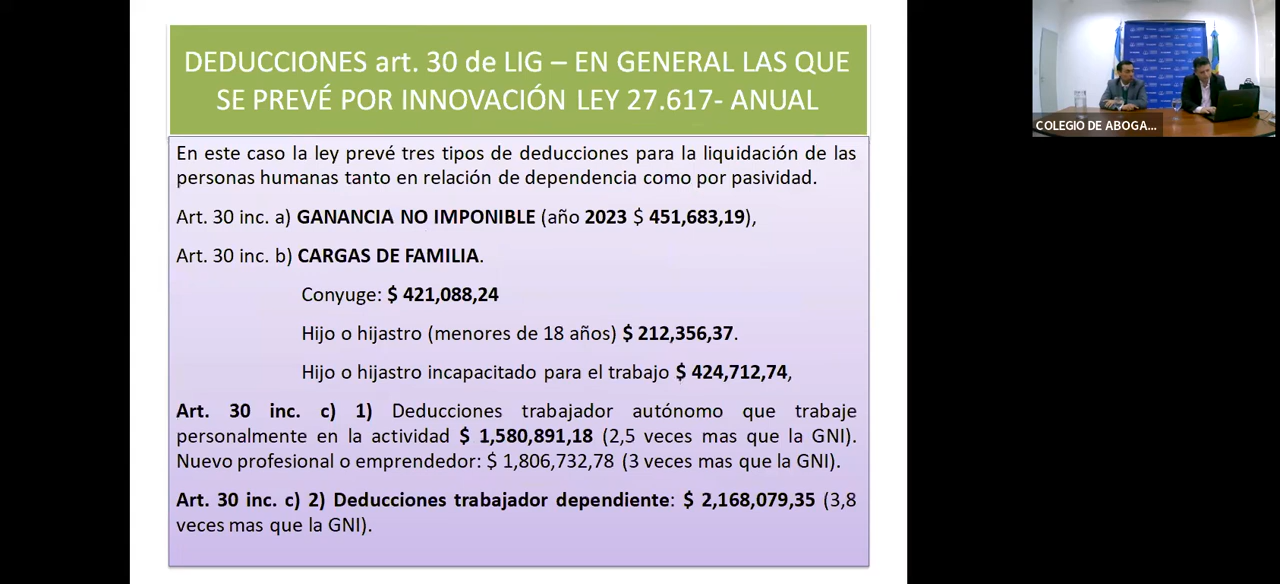 DEDUCCIONES art. 30 de LIG – EN GENERAL LAS QUE
SE PREVÉ POR INNOVACIÓN LEY 27.617- ANUAL
En este caso la ley prevé tres tipos de deducciones para la liquidación de las
personas humanas tanto en relación de dependencia como por pasividad.
Art. 30 inc. a) GANANCIA NO IMPONIBLE (año 2023 $ 451,683,19),
Art. 30 inc. b) CARGAS DE FAMILIA.
Conyuge: $ 421,088,24
Hijo o hijastro (menores de 18 años) $ 212,356,37.
Hijo o hijastro incapacitado para el trabajo $ 424,712,74,
Art. 30 inc. c) 1) Deducciones trabajador autónomo que trabaje
personalmente en la actividad $ 1,580,891,18 (2,5 veces mas que la GNI).
Nuevo profesional o emprendedor: $ 1,806,732,78 (3 veces mas que la GNI).
Art. 30 inc. c) 2) Deducciones trabajador dependiente: $ 2,168,079,35 (3,8
veces mas que la GNI).
COLEGIO DE ABOGA...